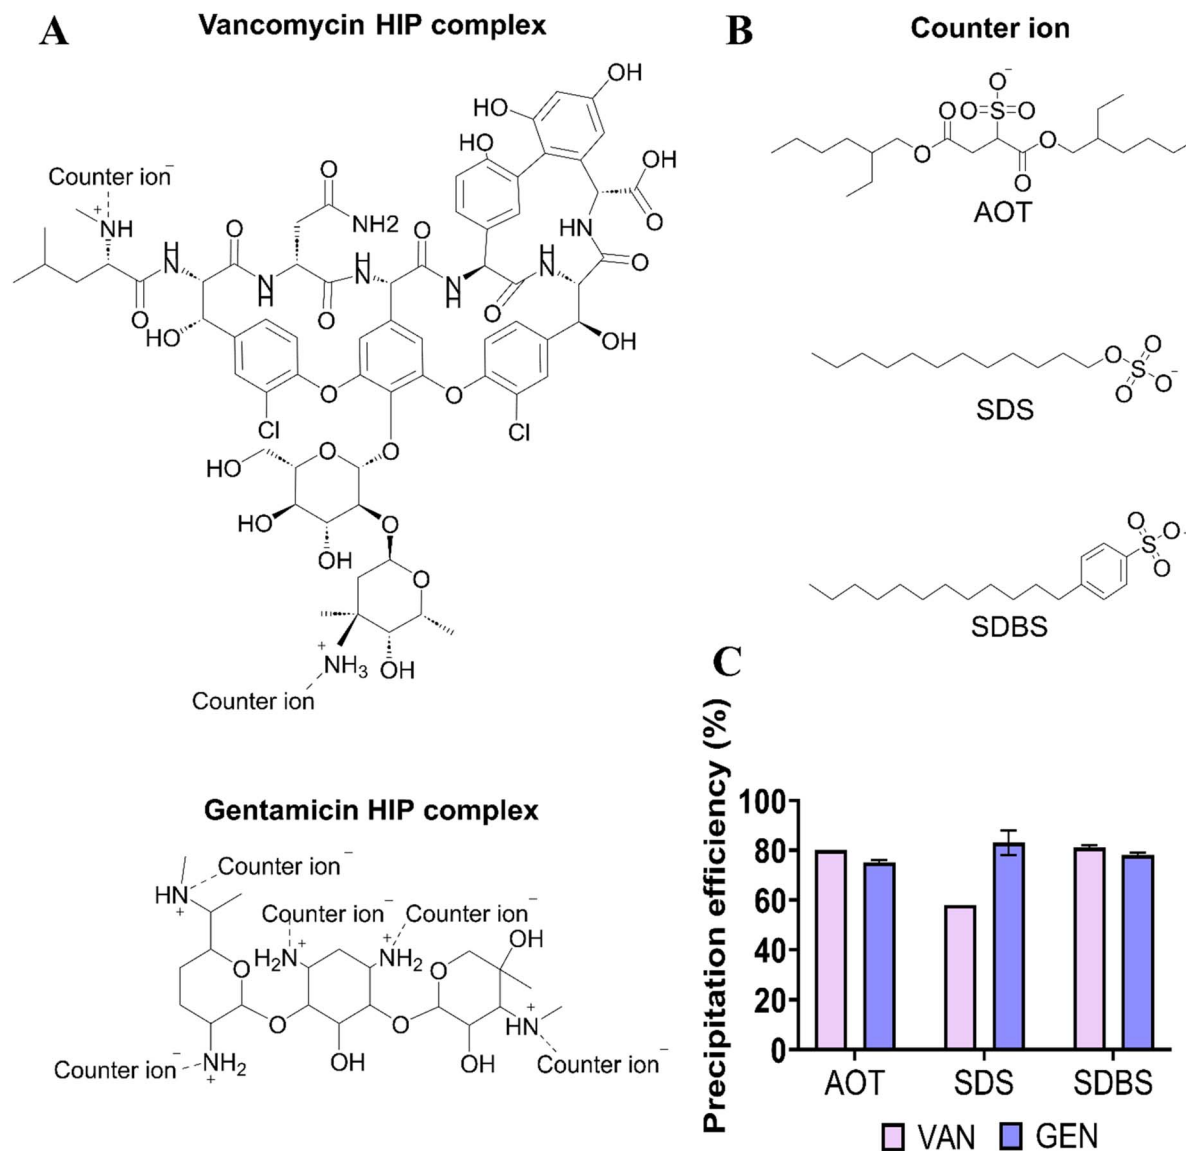 A
Vancomycin HIP complex
OH
HO
HO
OH
O
NH
O
Counter ion⁻
+
NH
O
NH2
H
N
O
O
N
H
O
O
H
N
O
N
H
O
H
N
O
HO
OH
O
O
Cl
Cl
O
O
O
HO
HO
OH
O
O
OH
+
NH3
Counter ion
Gentamicin HIP complex
Counter ion⁻
HN
+
Counter ion⁻
Counter ion⁻
H2N
+
NH2
+
O
O
OH
O
O
OH
OH
+
HN
Counter ion⁻
NH2
+
Counter ion⁻
B
Counter ion
O⁻
O=S=O
O
O
O
O
AOT
O
O
S
O
O⁻
SDS
O
S
O
O
SDBS
C
Precipitation efficiency (%)
100
80
60
40
20
0
AOT
SDS
SDBS
VAN
GEN